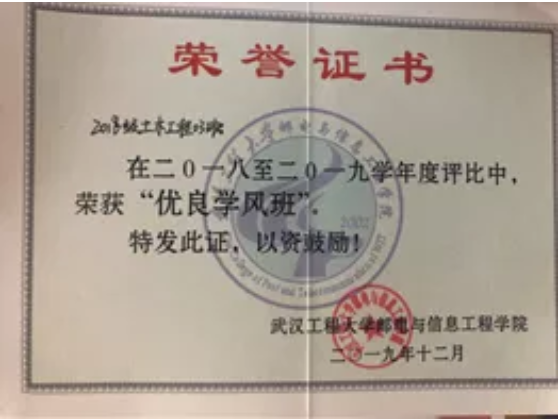 荣誉证书
2018级土木工程
在二0一八至二0一九学年度评比中，
荣获“优良学风班”．
特发此证，以资鼓励！
2002
武汉工程大学邮电与信息工程学院
二0一九年十二月